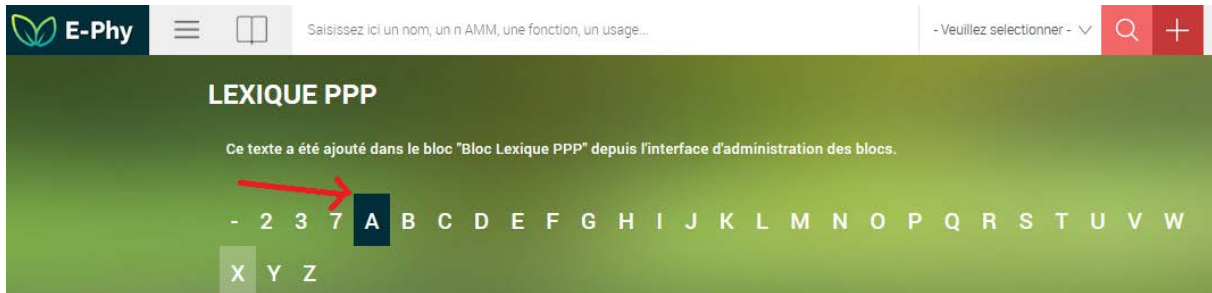 E-Phy Saisissez ici un nom, un n AMM, une fonction, un usage... - Veuillez selectionner -
LEXIQUE PPP
Ce texte a été ajouté dans le bloc "Bloc Lexique PPP" depuis l'interface d'administration des blocs.
- 2 3 7 A B C D E F G H I J K L M N O P Q R S T U V W
X Y Z